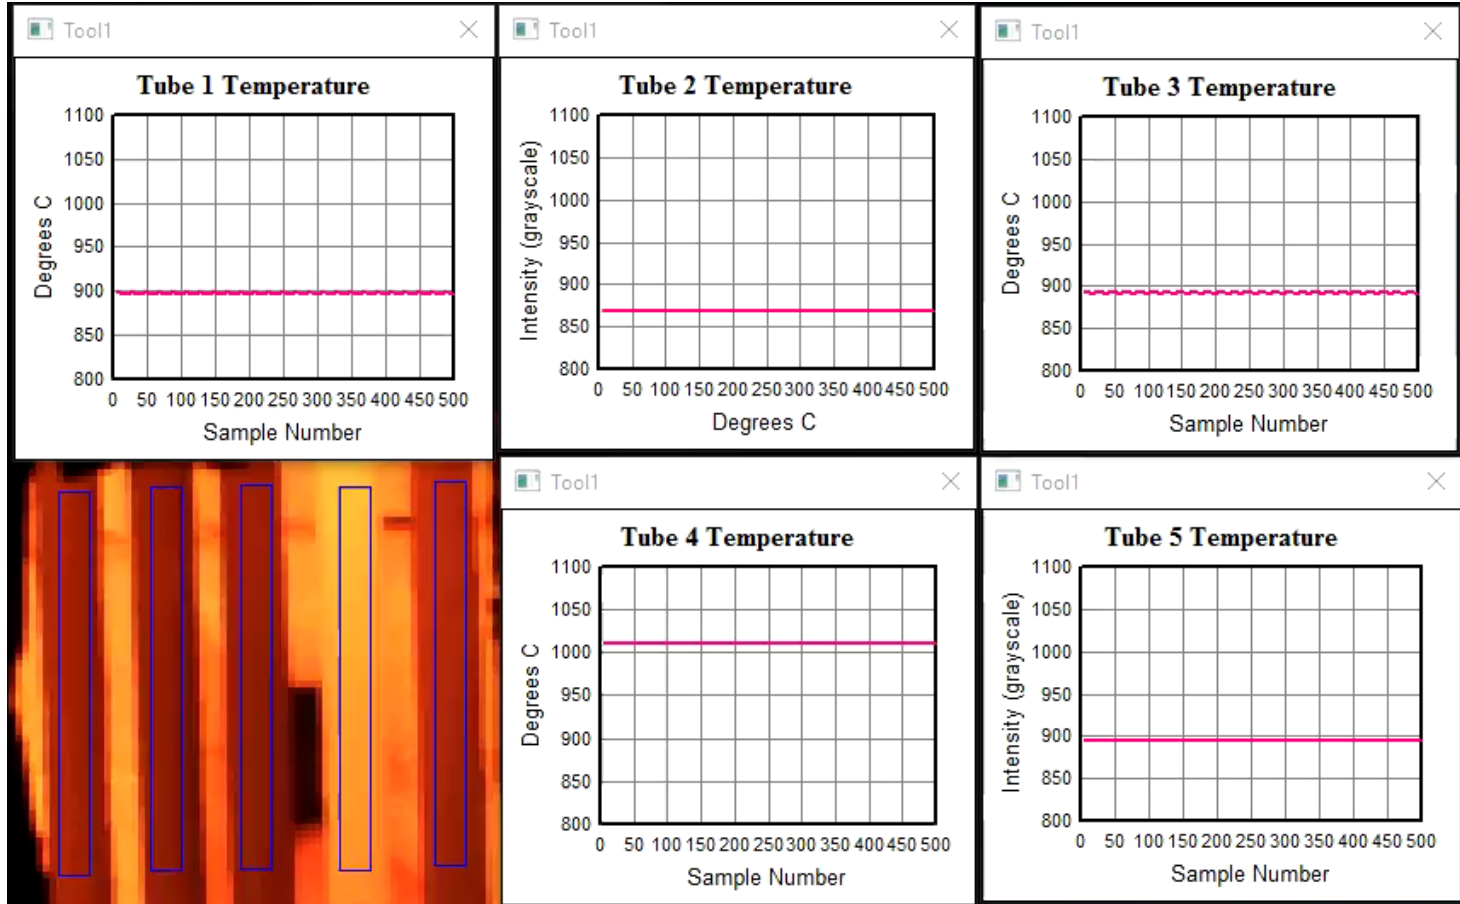 Tool1
Tube 1 Temperature
1100
1050
1000
950
900
850
800
Degrees C
0 50 100 150 200 250 300 350 400 450 500
Sample Number
Tool1
Tube 2 Temperature
1100
1050
1000
950
900
850
800
Intensity (grayscale)
0 50 100 150 200 250 300 350 400 450 500
Degrees C
Tool1
Tube 3 Temperature
1100
1050
1000
950
900
850
800
Degrees C
0 50 100 150 200 250 300 350 400 450 500
Sample Number
Tool1
Tube 4 Temperature
1100
1050
1000
950
900
850
800
Degrees C
0 50 100 150 200 250 300 350 400 450 500
Sample Number
Tool1
Tube 5 Temperature
1100
1050
1000
950
900
850
800
Intensity (grayscale)
0 50 100 150 200 250 300 350 400 450 500
Sample Number